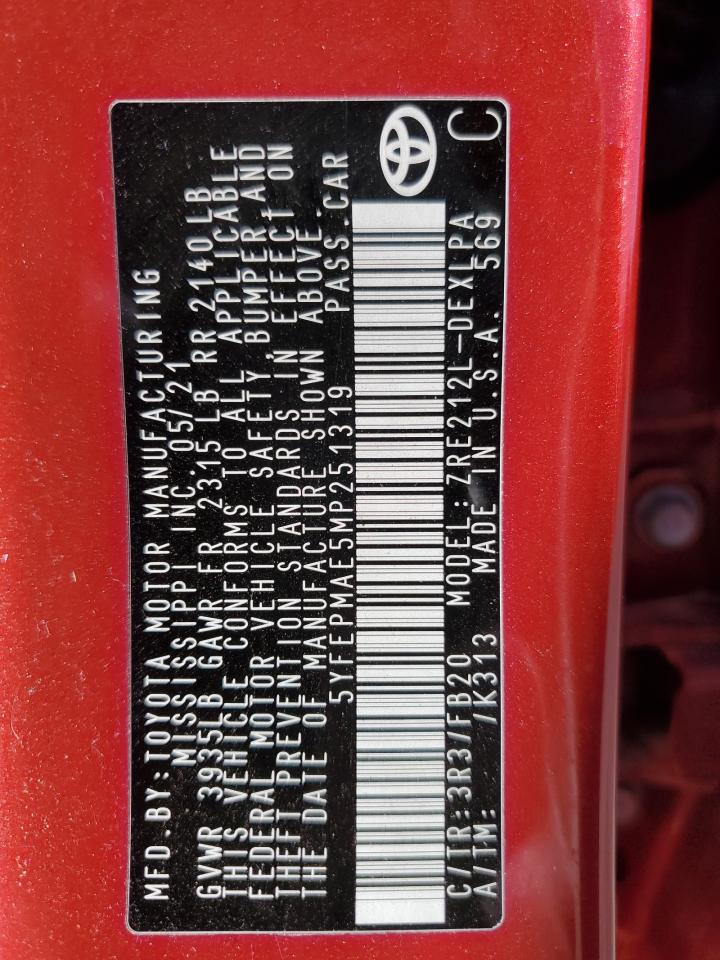 MFD.BY:TOYOTA MOTOR MANUFACTURING
MISSISSIPPI INC. 05/21
GVWR 3935LB GAWR FR 2315 LB RR 2140LB
THIS VEHICLE CONFORMS TO ALL APPLICABLE
FEDERAL MOTOR VEHICLE SAFETY, BUMPER AND
THEFT PREVENTION STANDARDS IN EFFECT ON
THE DATE OF MANUFACTURE SHOWN ABOVE.
5YFEPMAE5MP251319 PASS.CAR
C/TR:3R3/FB20 MODEL:ZRE212L-DEXLPA
A/TM: /K313 MADE IN U.S.A. 569
C